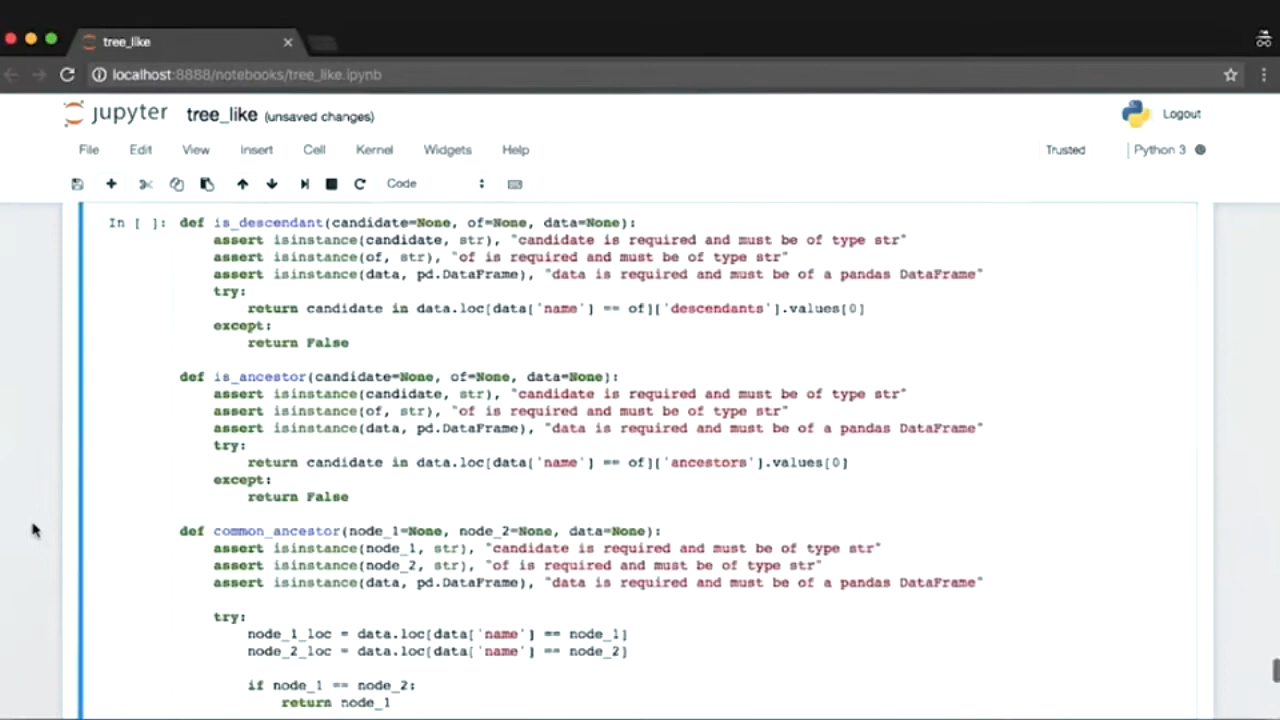 tree_like
localhost:8888/notebooks/tree_like.ipynb
jupyter tree_like (unsaved changes)
Logout
File Edit View Insert Cell Kernel Widgets Help
Trusted
Python 3
Code
In [ ]: def is_descendant(candidate=None, of=None, data=None):
    assert isinstance(candidate, str), "candidate is required and must be of type str"
    assert isinstance(of, str), "of is required and must be of type str"
    assert isinstance(data, pd.DataFrame), "data is required and must be of a pandas DataFrame"
    try:
        return candidate in data.loc[data['name'] == of]['descendants'].values[0]
    except:
        return False
def is_ancestor(candidate=None, of=None, data=None):
    assert isinstance(candidate, str), "candidate is required and must be of type str"
    assert isinstance(of, str), "of is required and must be of type str"
    assert isinstance(data, pd.DataFrame), "data is required and must be of a pandas DataFrame"
    try:
        return candidate in data.loc[data['name'] == of]['ancestors'].values[0]
    except:
        return False
def common_ancestor(node_1=None, node_2=None, data=None):
    assert isinstance(node_1, str), "candidate is required and must be of type str"
    assert isinstance(node_2, str), "of is required and must be of type str"
    assert isinstance(data, pd.DataFrame), "data is required and must be of a pandas DataFrame"
    try:
        node_1_loc = data.loc[data['name'] == node_1]
        node_2_loc = data.loc[data['name'] == node_2]
        if node_1 == node_2:
            return node_1